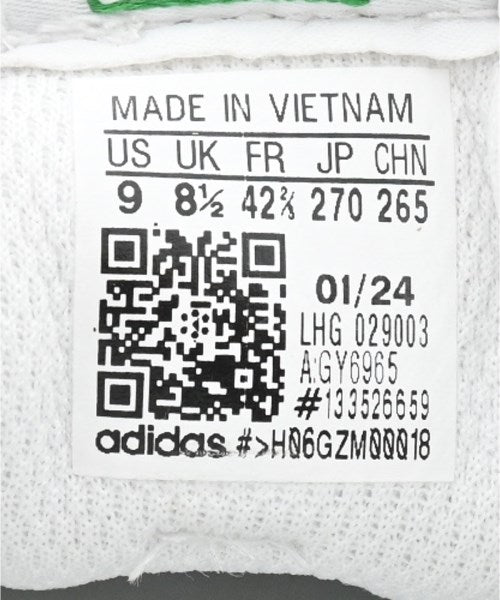 MADE IN VIETNAM
US UK FR JP CHN
9 8½ 42⅔ 270 265
01/24
LHG 029003
A:GY6965
#133526659
adidas #>H06GZM00018